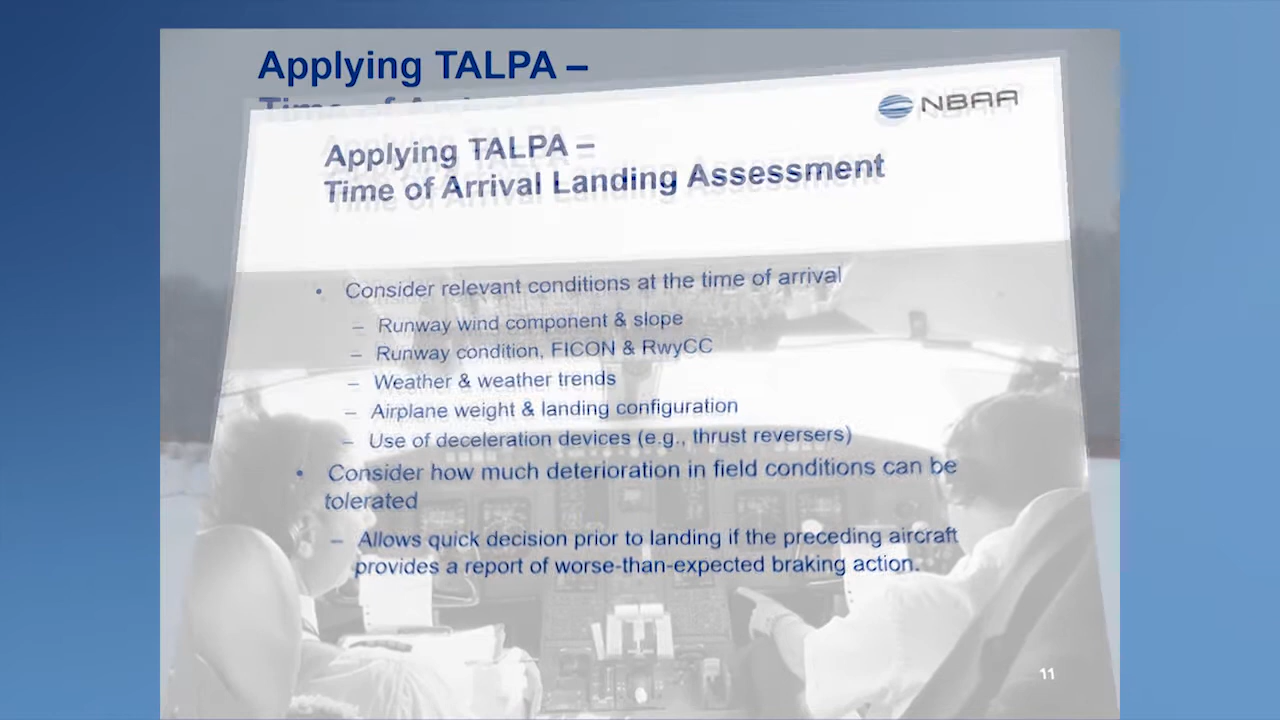 Applying TALPA –
NBAA
Applying TALPA –
Time of Arrival Landing Assessment
• Consider relevant conditions at the time of arrival
– Runway wind component & slope
– Runway condition, FICON & RwyCC
– Weather & weather trends
– Airplane weight & landing configuration
– Use of deceleration devices (e.g., thrust reversers)
• Consider how much deterioration in field conditions can be
tolerated
– Allows quick decision prior to landing if the preceding aircraft
provides a report of worse-than-expected braking action.
11